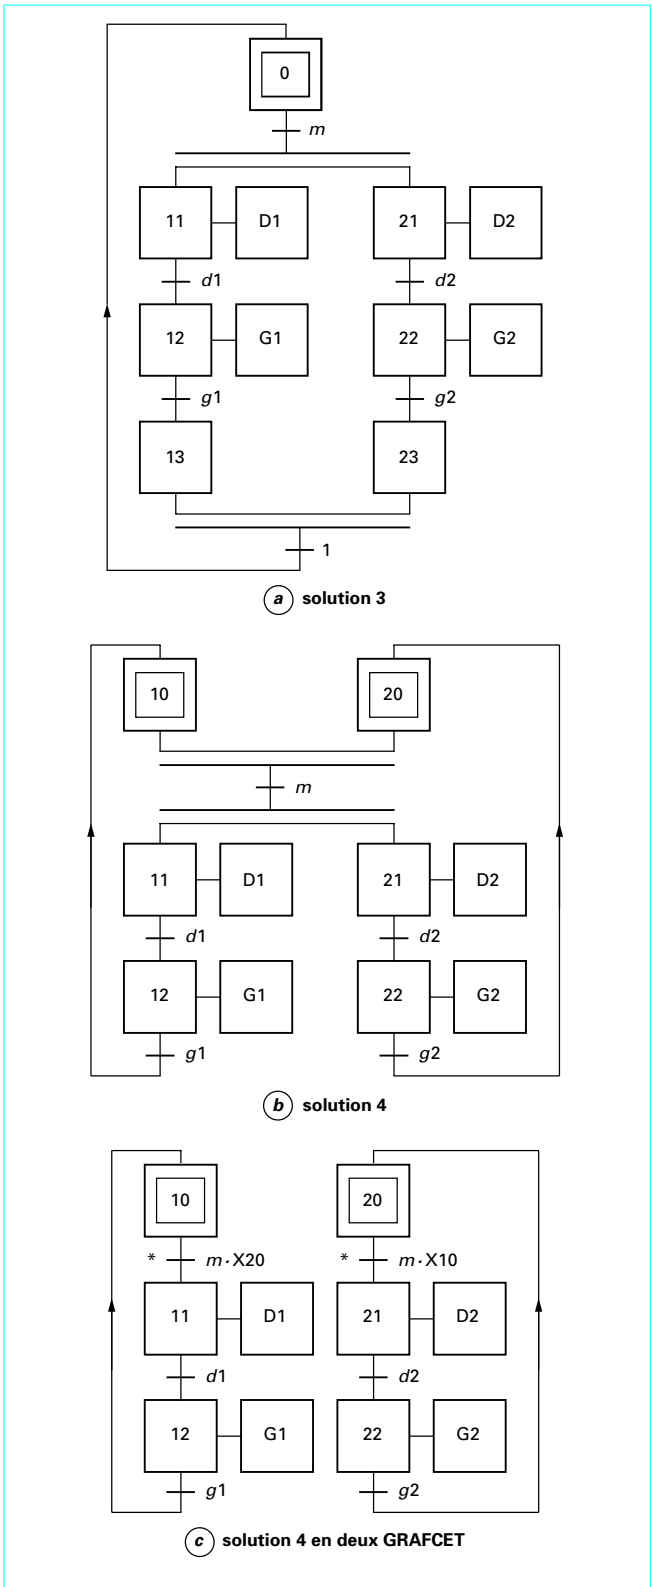 0
m
11 D1 21 D2
d1 d2
12 G1 22 G2
g1 g2
13 23
1
a solution 3
10 20
m
11 D1 21 D2
d1 d2
12 G1 22 G2
g1 g2
b solution 4
10 20
* m·X20 * m·X10
11 D1 21 D2
d1 d2
12 G1 22 G2
g1 g2
c solution 4 en deux GRAFCET